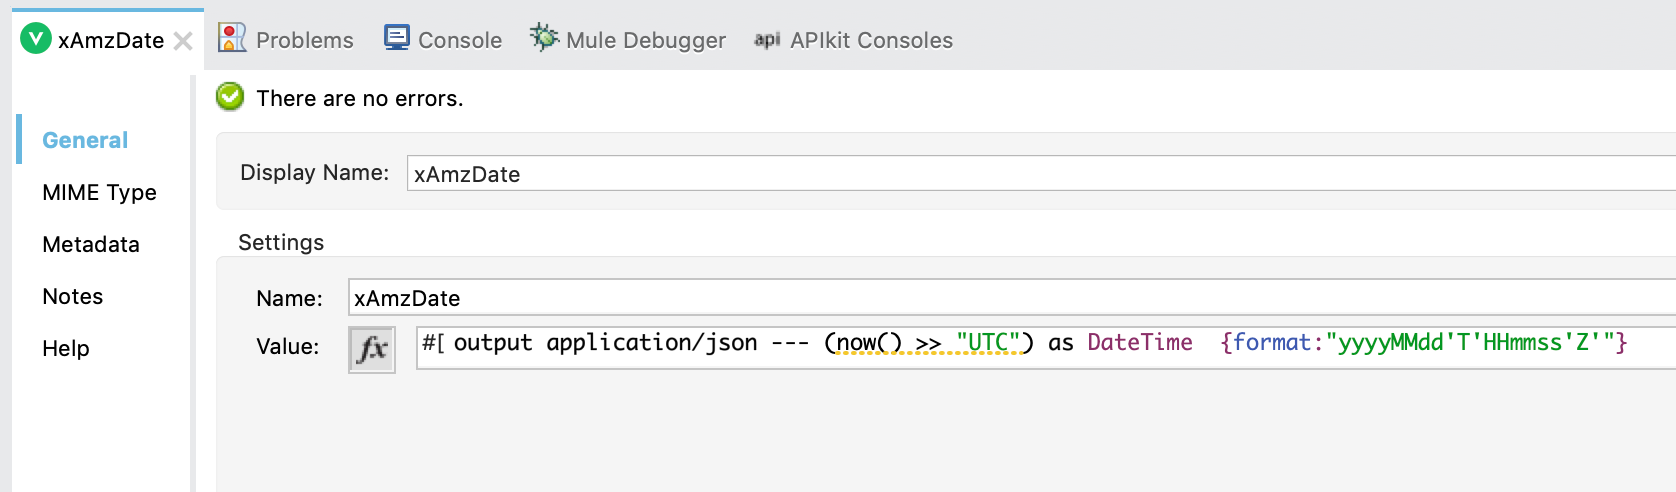 xAmzDate Problems Console Mule Debugger api APIkit Consoles
There are no errors.
General
MIME Type
Metadata
Notes
Help
Display Name: xAmzDate
Settings
Name: xAmzDate
Value: fx #[ output application/json --- (now() >> "UTC") as DateTime  {format:"yyyyMMdd'T'HHmmss'Z'"}